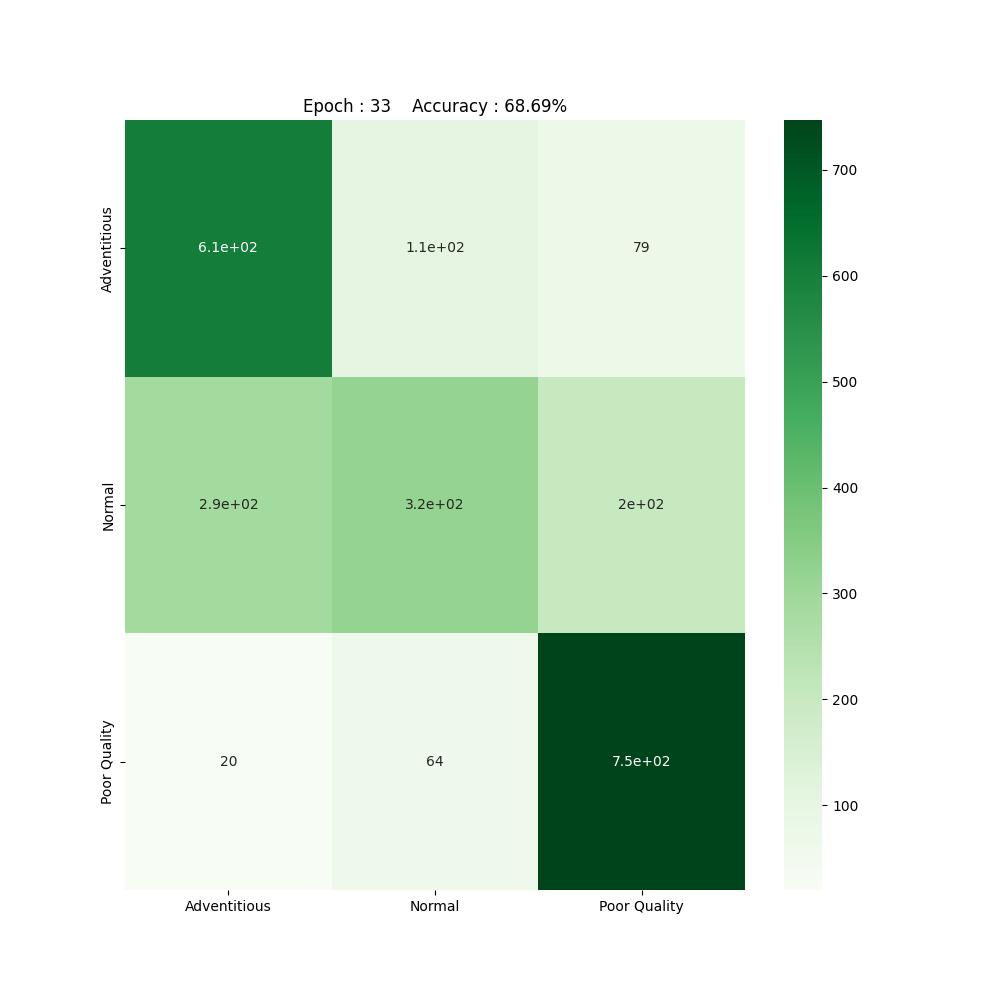 Epoch : 33    Accuracy : 68.69%
Adventitious
6.1e+02
1.1e+02
79
Normal
2.9e+02
3.2e+02
2e+02
Poor Quality
20
64
7.5e+02
Adventitious
Normal
Poor Quality
700
600
500
400
300
200
100